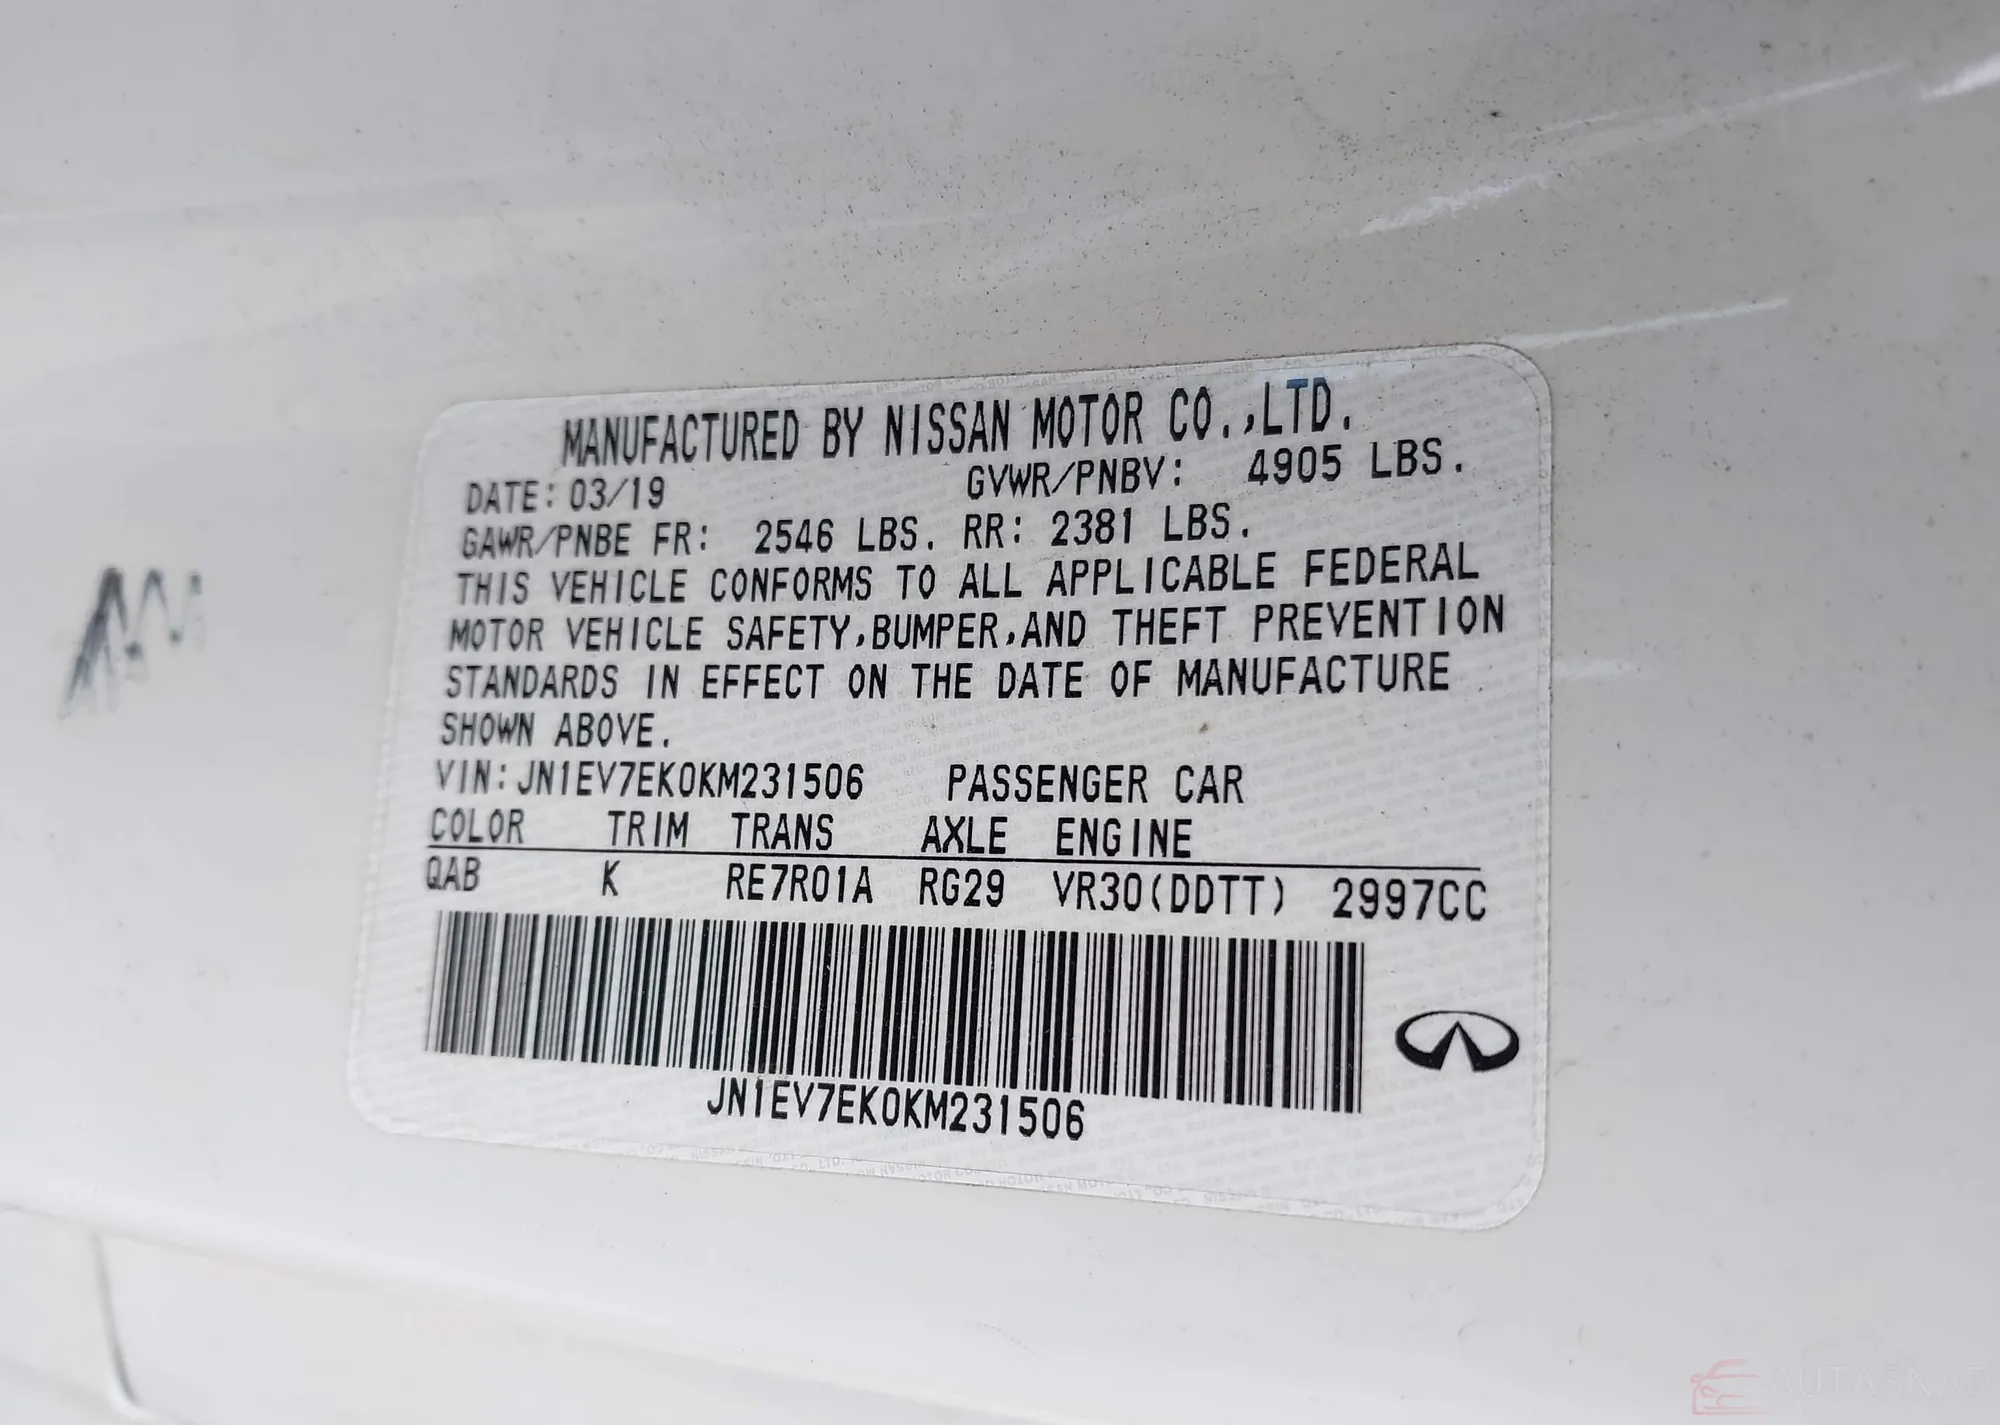 MANUFACTURED BY NISSAN MOTOR CO.,LTD.
DATE: 03/19 GVWR/PNBV: 4905 LBS.
GAWR/PNBE FR: 2546 LBS. RR: 2381 LBS.
THIS VEHICLE CONFORMS TO ALL APPLICABLE FEDERAL
MOTOR VEHICLE SAFETY,BUMPER,AND THEFT PREVENTION
STANDARDS IN EFFECT ON THE DATE OF MANUFACTURE
SHOWN ABOVE.
VIN:JN1EV7EK0KM231506 PASSENGER CAR
COLOR TRIM TRANS AXLE ENGINE
QAB K RE7R01A RG29 VR30(DDTT) 2997CC
JN1EV7EK0KM231506
AUTASNAP